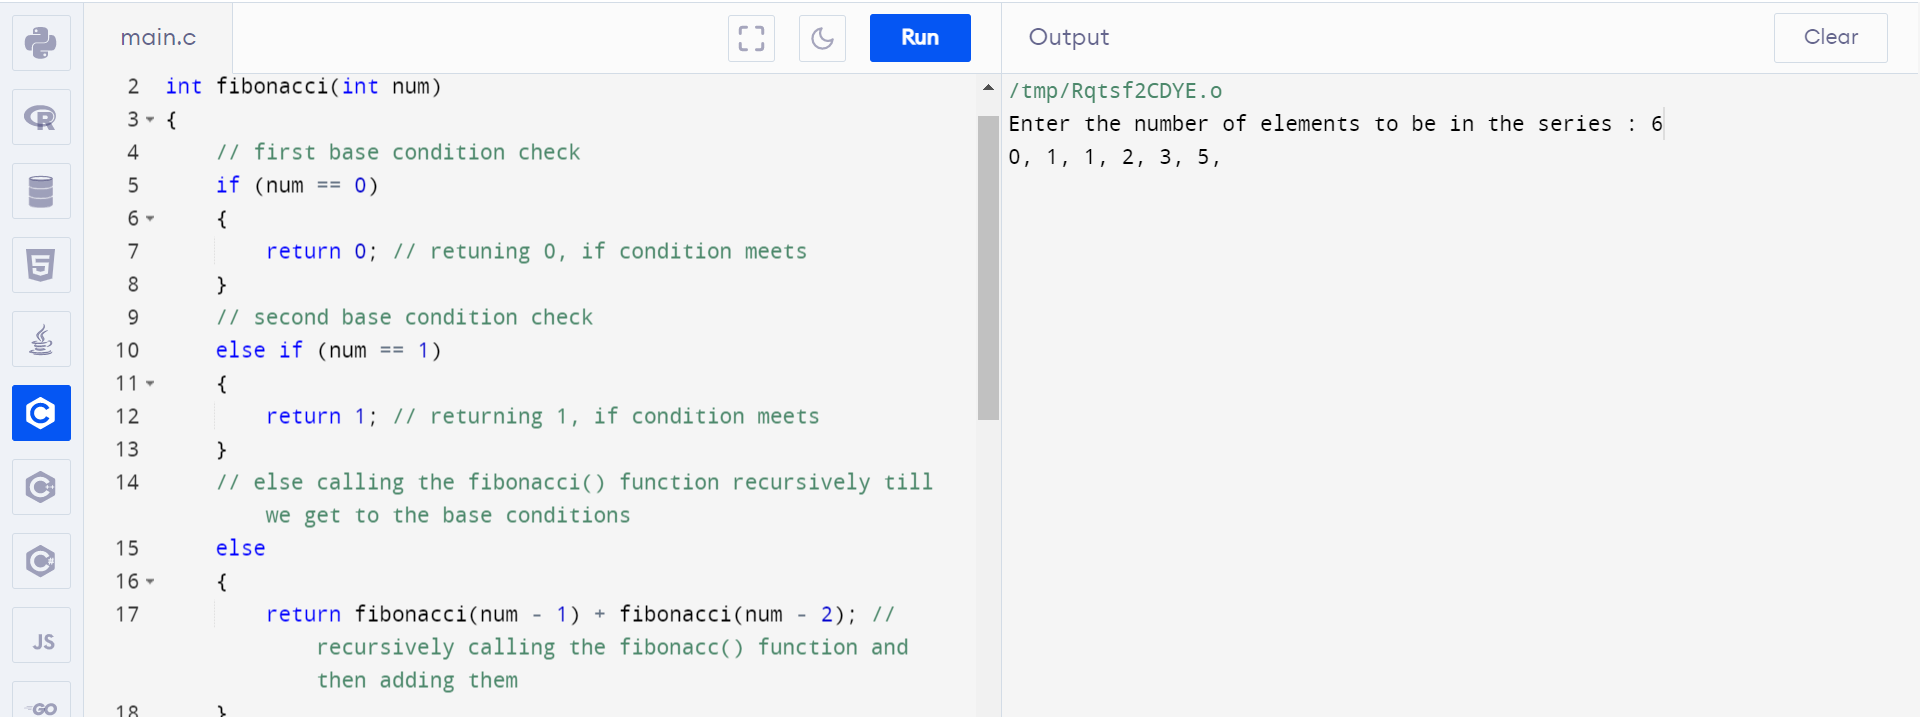 main.c
Run
Output
Clear
2 int fibonacci(int num)
3 {
4 // first base condition check
5 if (num == 0)
6 {
7 return 0; // retuning 0, if condition meets
8 }
9 // second base condition check
10 else if (num == 1)
11 {
12 return 1; // returning 1, if condition meets
13 }
14 // else calling the fibonacci() function recursively till
we get to the base conditions
15 else
16 {
17 return fibonacci(num - 1) + fibonacci(num - 2); //
recursively calling the fibonacc() function and
then adding them
18 }
/tmp/Rqtsf2CDYE.o
Enter the number of elements to be in the series : 6
0, 1, 1, 2, 3, 5,
R
5
C
C
C#
JS
GO